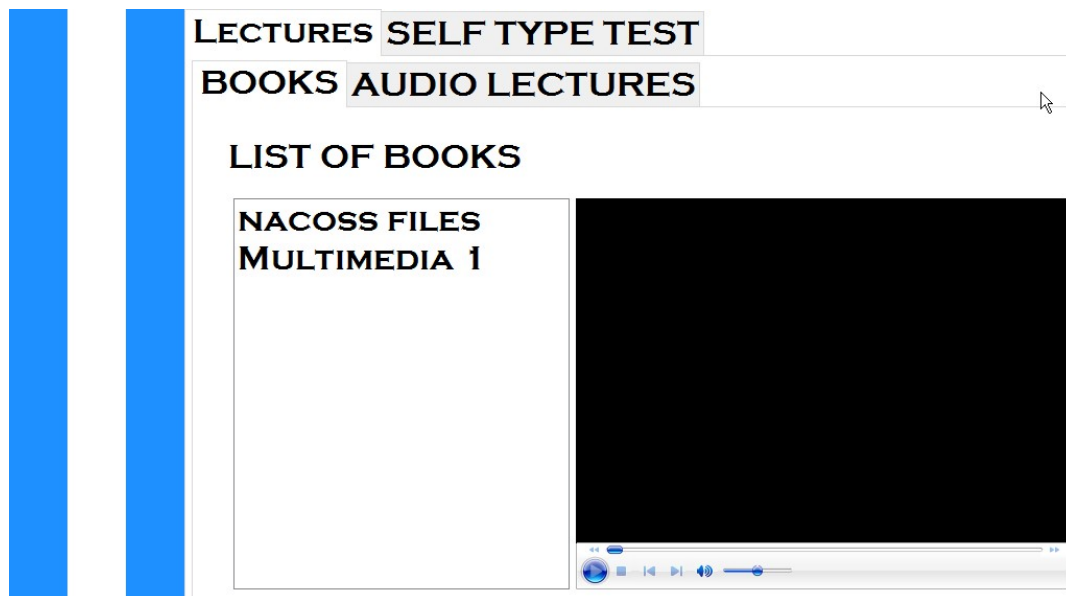 LECTURES SELF TYPE TEST
BOOKS AUDIO LECTURES
LIST OF BOOKS
NACOSS FILES
MULTIMEDIA 1